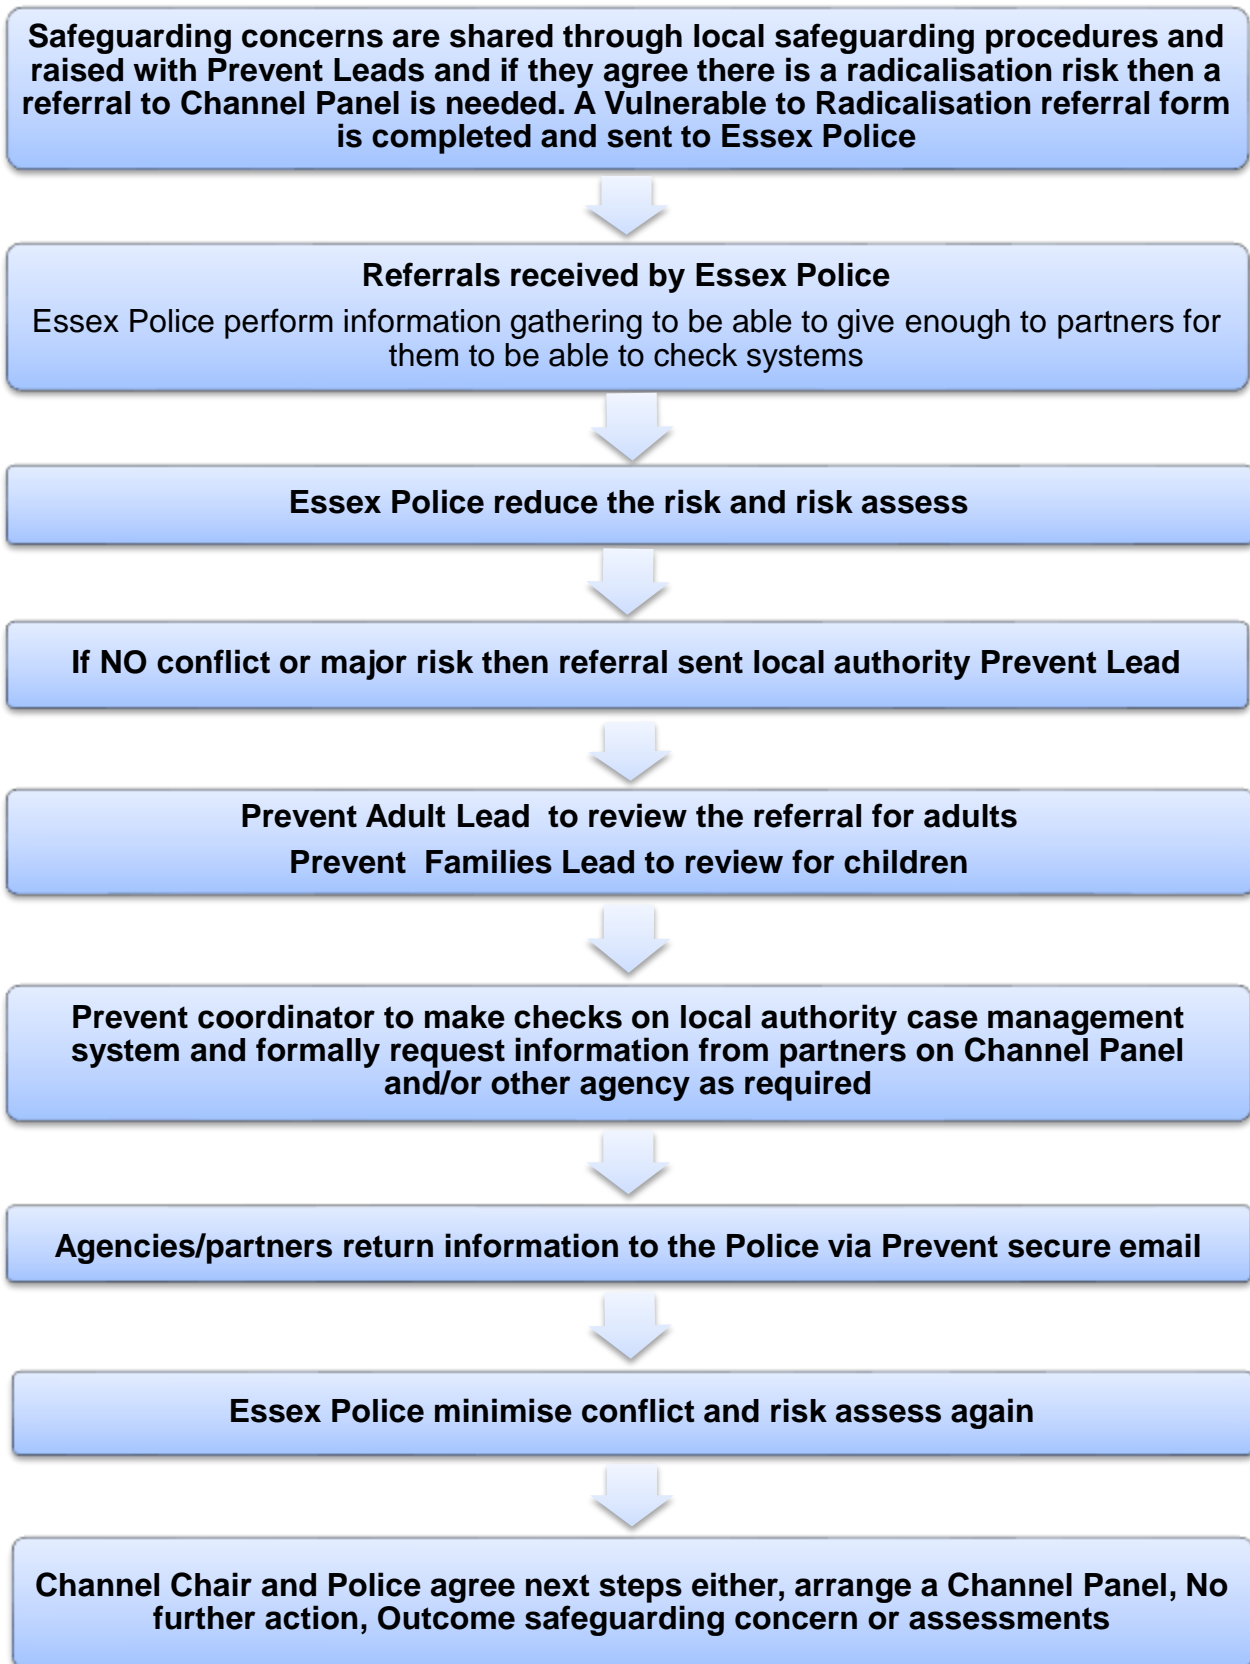 Safeguarding concerns are shared through local safeguarding procedures and
raised with Prevent Leads and if they agree there is a radicalisation risk then a
referral to Channel Panel is needed. A Vulnerable to Radicalisation referral form
is completed and sent to Essex Police
Referrals received by Essex Police
Essex Police perform information gathering to be able to give enough to partners for
them to be able to check systems
Essex Police reduce the risk and risk assess
If NO conflict or major risk then referral sent local authority Prevent Lead
Prevent Adult Lead to review the referral for adults
Prevent Families Lead to review for children
Prevent coordinator to make checks on local authority case management
system and formally request information from partners on Channel Panel
and/or other agency as required
Agencies/partners return information to the Police via Prevent secure email
Essex Police minimise conflict and risk assess again
Channel Chair and Police agree next steps either, arrange a Channel Panel, No
further action, Outcome safeguarding concern or assessments